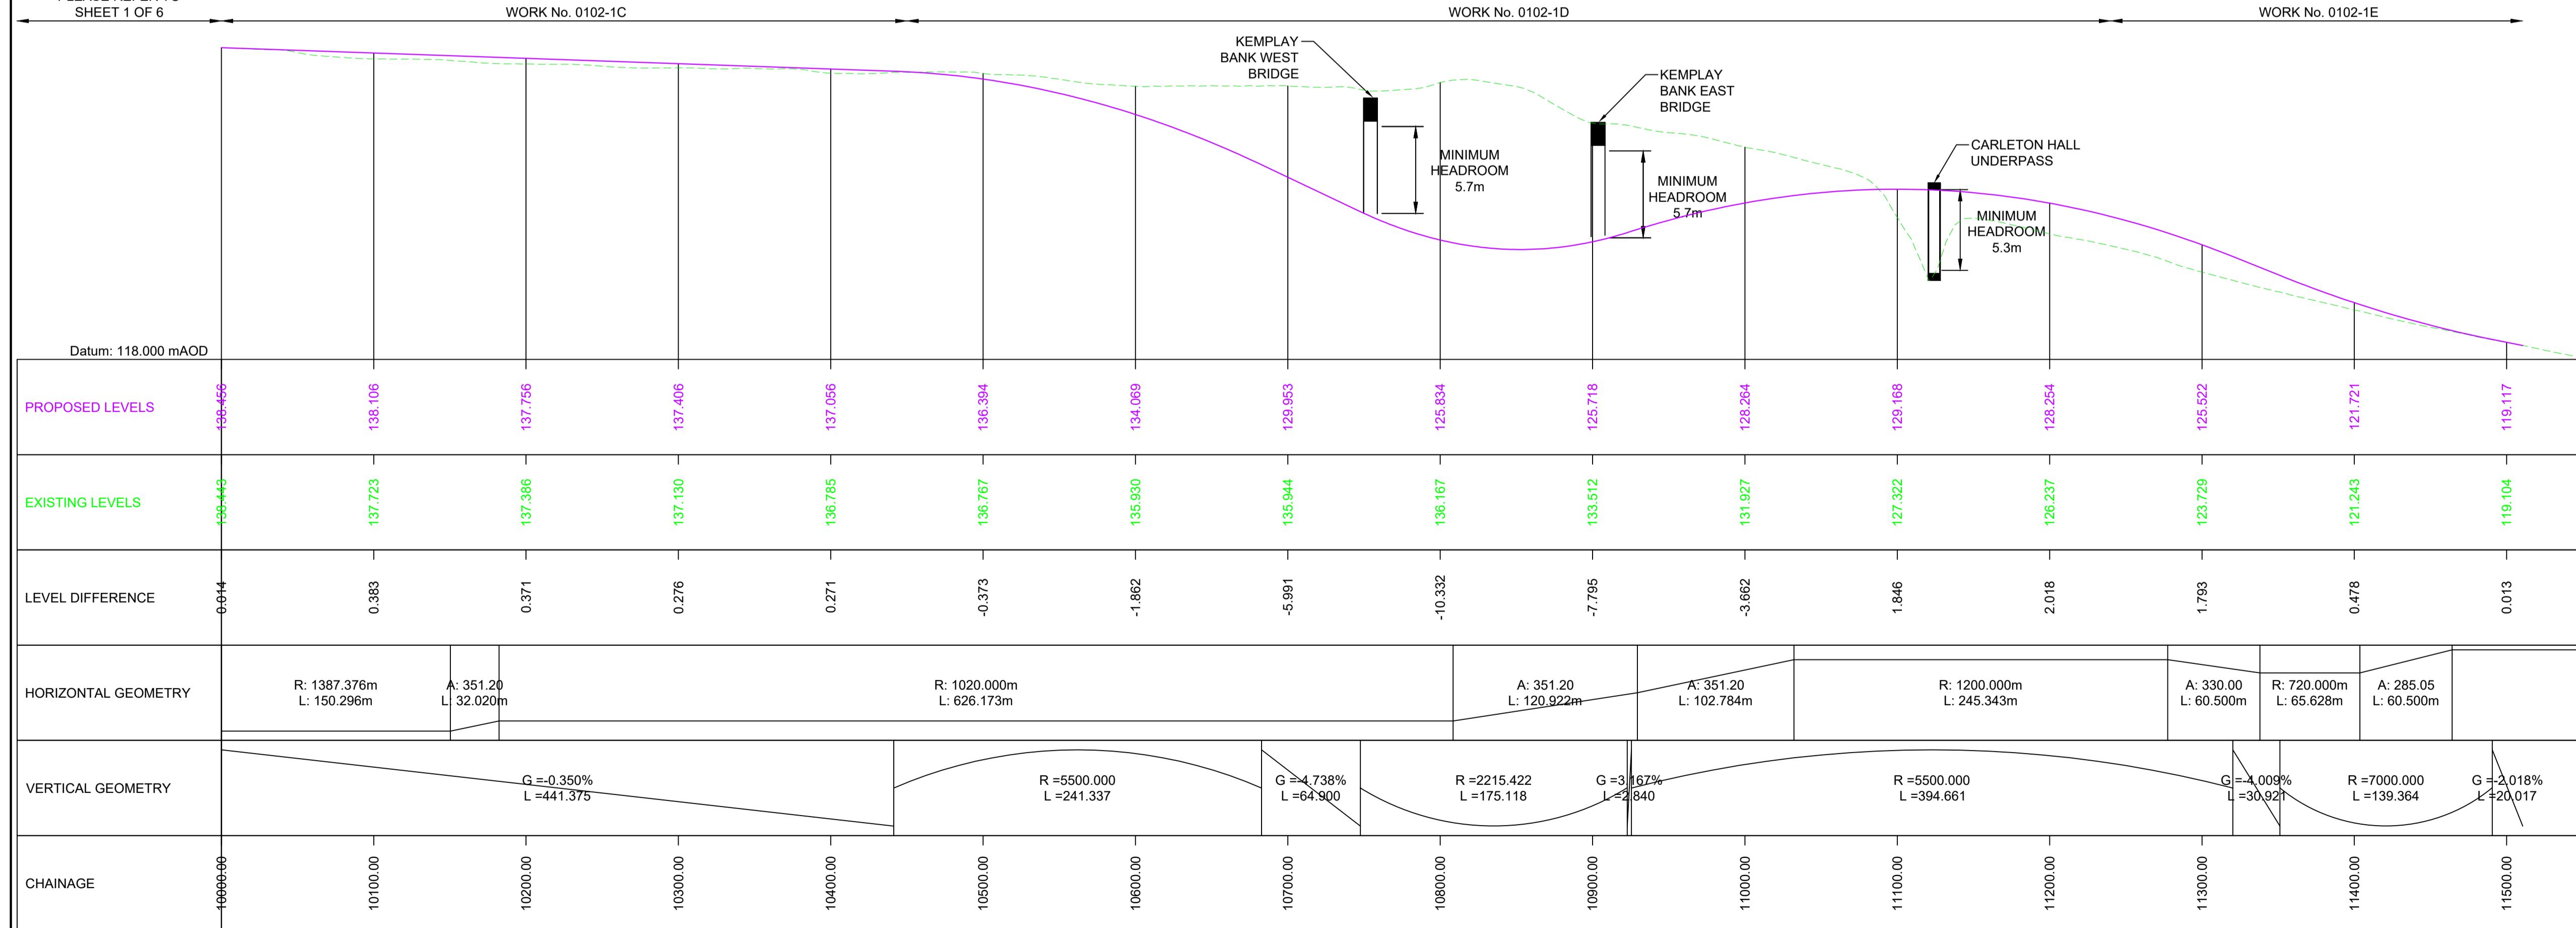 SHEET 1 OF 6
WORK No. 0102-1C
WORK No. 0102-1D
WORK No. 0102-1E
KEMPLAY
BANK WEST
BRIDGE
MINIMUM
HEADROOM
5.7m
KEMPLAY
BANK EAST
BRIDGE
MINIMUM
HEADROOM
5.7m
CARLETON HALL
UNDERPASS
MINIMUM
HEADROOM
5.3m
Datum: 118.000 mAOD
PROPOSED LEVELS
138.456
138.106
137.756
137.406
137.056
136.394
134.069
129.953
125.834
125.718
128.264
129.168
128.254
125.522
121.721
119.117
EXISTING LEVELS
138.443
137.723
137.386
137.130
136.785
136.767
135.930
135.944
136.167
133.512
131.927
127.322
126.237
123.729
121.243
119.104
LEVEL DIFFERENCE
0.014
0.383
0.371
0.276
0.271
-0.373
-1.862
-5.991
-10.332
-7.795
-3.662
1.846
2.018
1.793
0.478
0.013
HORIZONTAL GEOMETRY
R: 1387.376m
L: 150.296m
A: 351.20
L: 32.020m
R: 1020.000m
L: 626.173m
A: 351.20
L: 120.922m
A: 351.20
L: 102.784m
R: 1200.000m
L: 245.343m
A: 330.00
L: 60.500m
R: 720.000m
L: 65.628m
A: 285.05
L: 60.500m
VERTICAL GEOMETRY
G =-0.350%
L =441.375
R =5500.000
L =241.337
G =-4.738%
L =64.900
R =2215.422
L =175.118
G =3.167%
L =2.840
R =5500.000
L =394.661
G =-4.009%
L =30.921
R =7000.000
L =139.364
G =-2.018%
L =20.017
CHAINAGE
10000.00
10100.00
10200.00
10300.00
10400.00
10500.00
10600.00
10700.00
10800.00
10900.00
11000.00
11100.00
11200.00
11300.00
11400.00
11500.00